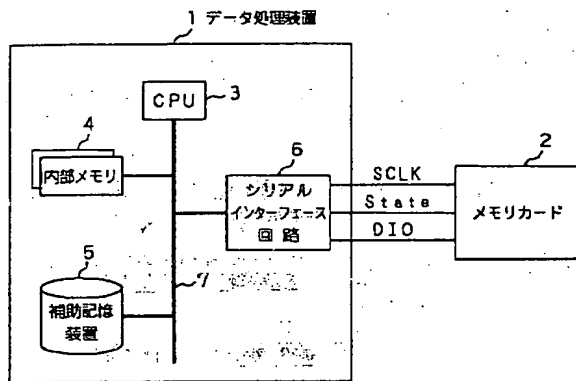 1 データ処理装置
CPU
3
4
内部メモリ
6
シリアル
インターフェース
回路
SCLK
State
DIO
2
メモリカード
5
補助記憶
装置
7